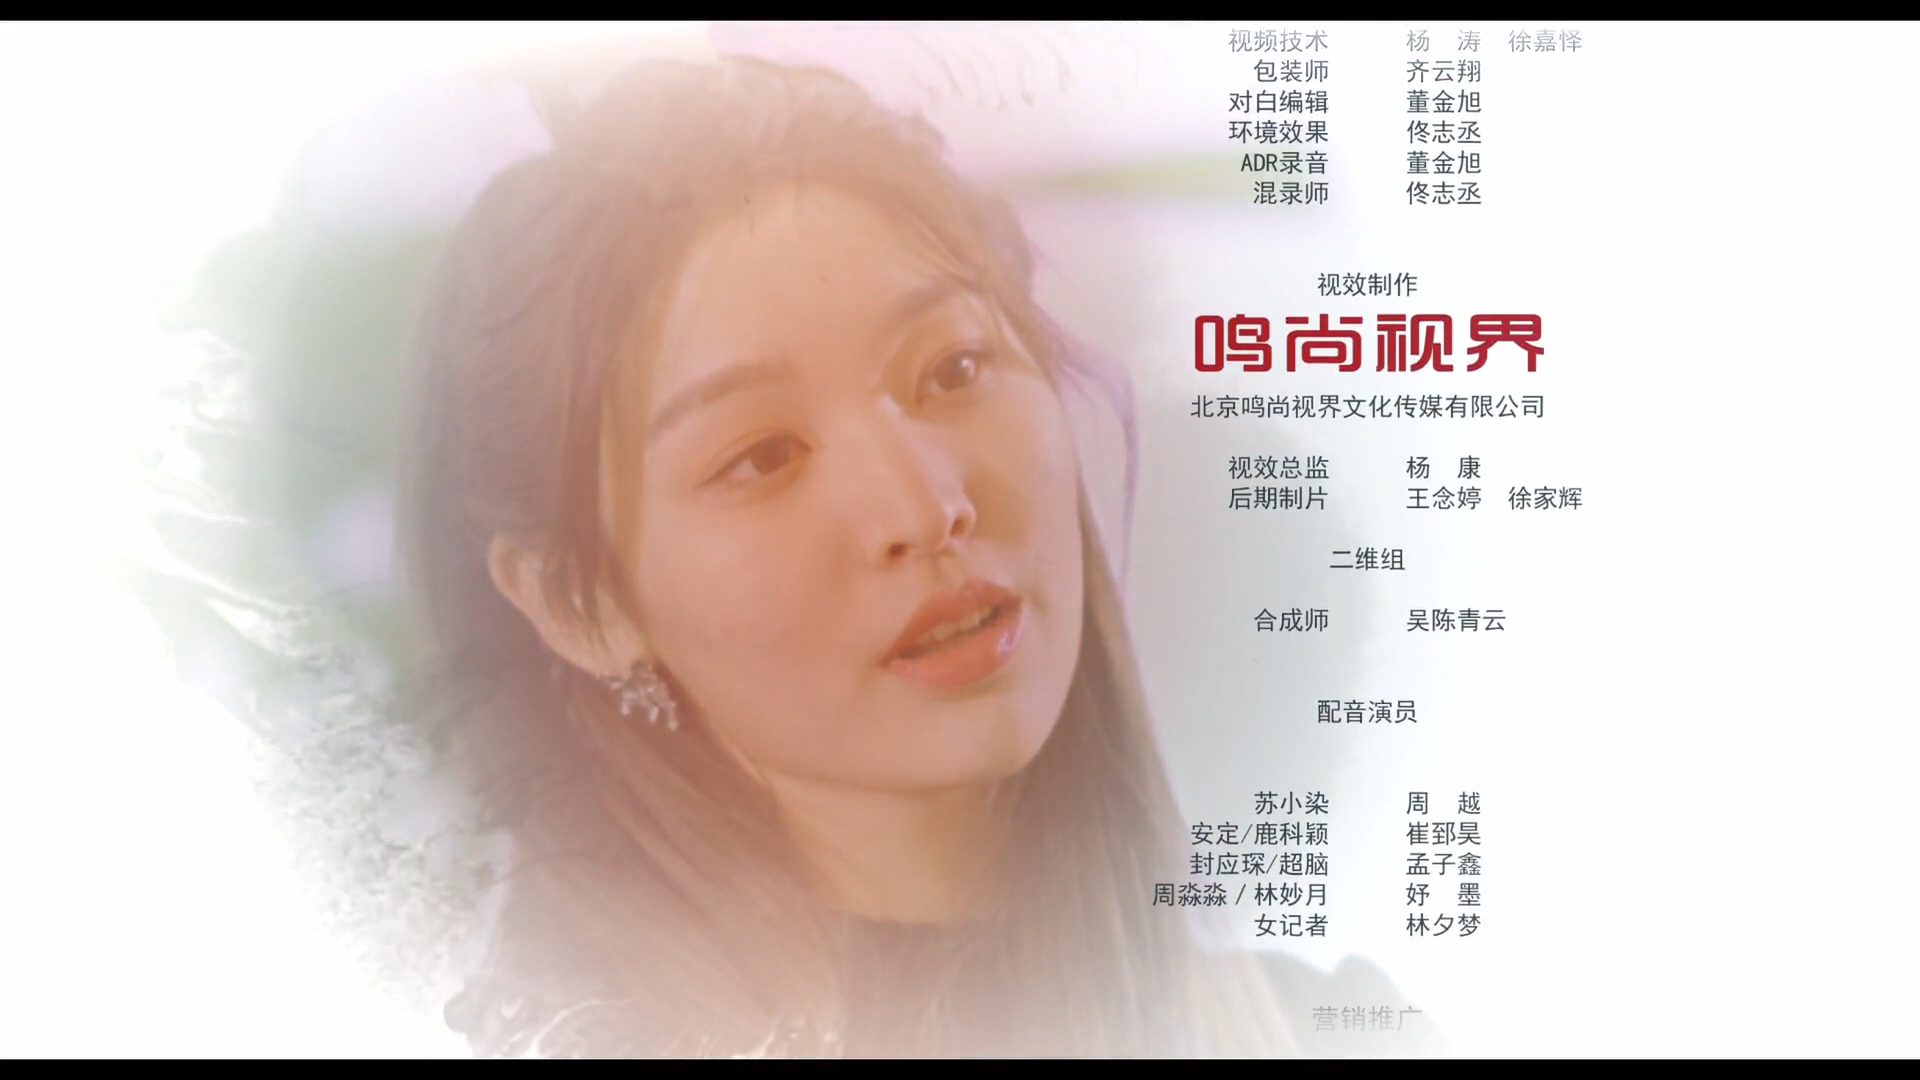 视频技术 杨 涛 徐嘉怿
包装师 齐云翔
对白编辑 董金旭
环境效果 佟志丞
ADR录音 董金旭
混录师 佟志丞
视效制作
鸣尚视界
北京鸣尚视界文化传媒有限公司
视效总监 杨 康
后期制片 王念婷 徐家辉
二维组
合成师 吴陈青云
配音演员
苏小染 周 越
安定/鹿科颖 崔郅昊
封应琛/超脑 孟子鑫
周淼淼 / 林妙月 妤 墨
女记者 林夕梦
营销推广